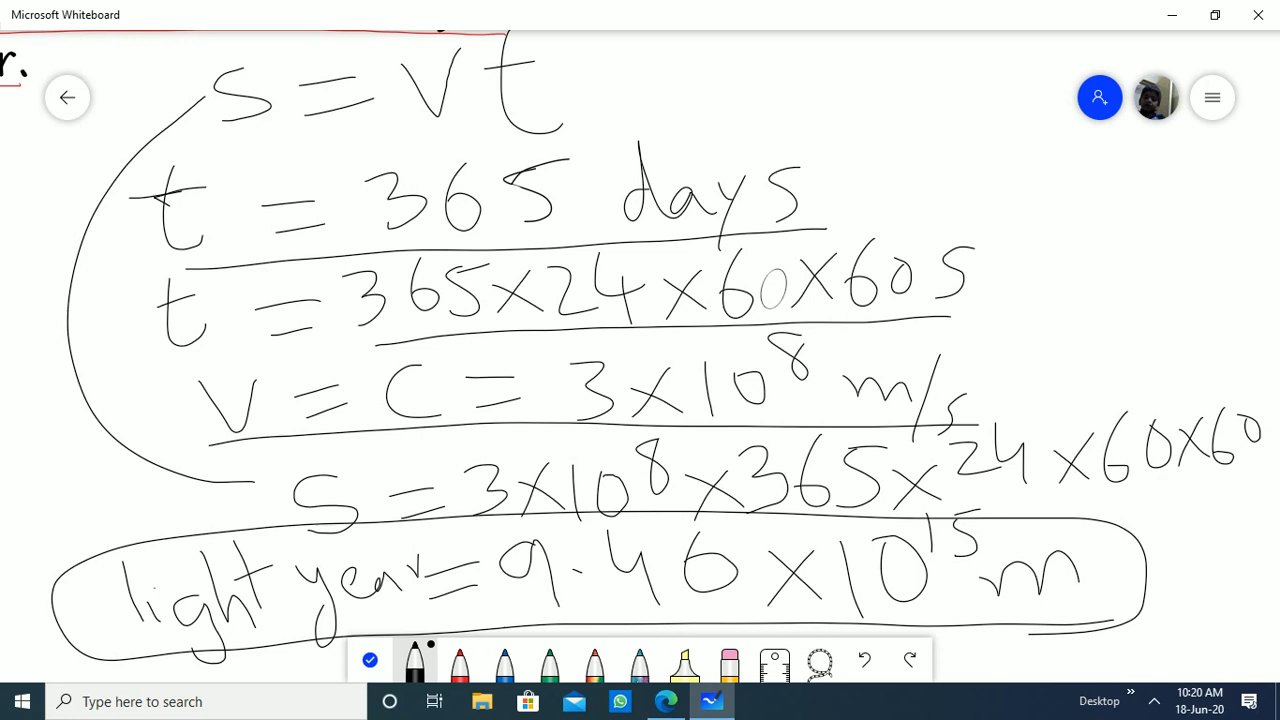 Microsoft Whiteboard
r.
s = vt
t = 365 days
t = 365×24×60×60 s
v = c = 3×10⁸ m/s
s = 3×10⁸×365×24×60×60
light year = 9.46×10¹⁵ m
Type here to search
Desktop
10:20 AM
18-Jun-20